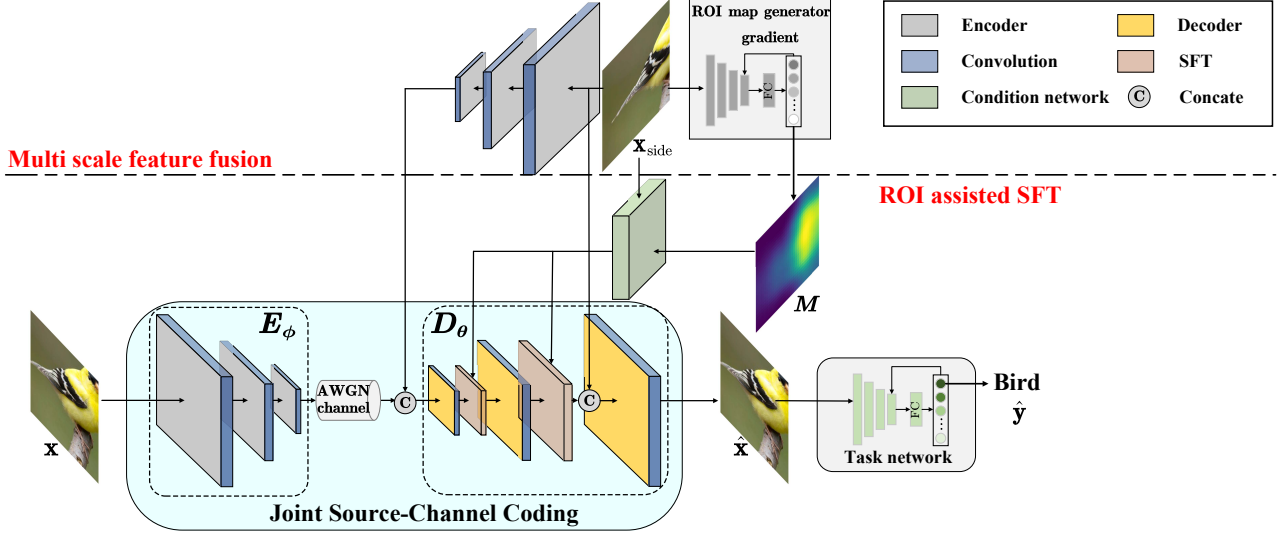 ROI map generator
gradient
FC
Encoder
Decoder
Convolution
SFT
Condition network
C
Concate
x_side
Multi scale feature fusion
ROI assisted SFT
M
E_ϕ
D_θ
AWGN
channel
C
C
x
x̂
FC
Bird
ŷ
Task network
Joint Source-Channel Coding